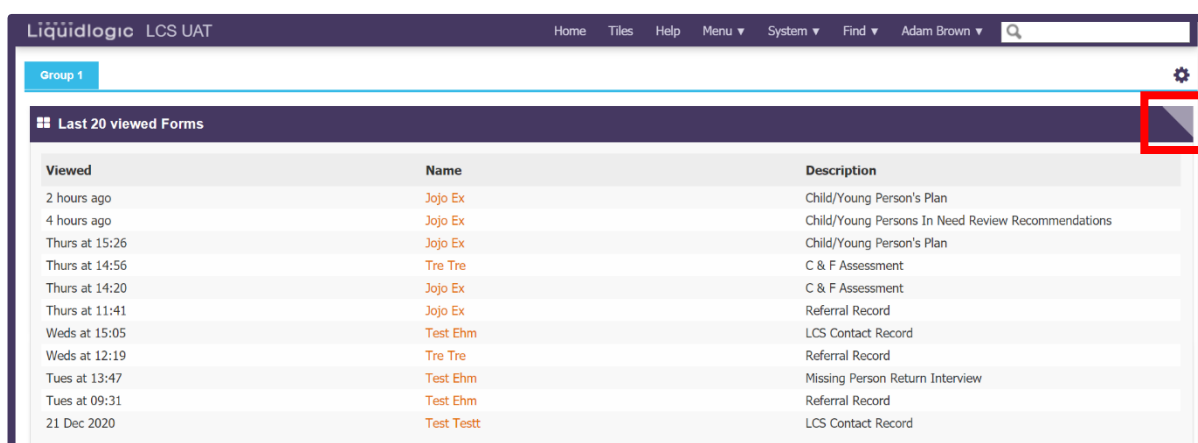 Liquidlogic LCS UAT Home Tiles Help Menu ▾ System ▾ Find ▾ Adam Brown ▾
Group 1
Last 20 viewed Forms
Viewed Name Description
2 hours ago Jojo Ex Child/Young Person's Plan
4 hours ago Jojo Ex Child/Young Persons In Need Review Recommendations
Thurs at 15:26 Jojo Ex Child/Young Person's Plan
Thurs at 14:56 Tre Tre C & F Assessment
Thurs at 14:20 Jojo Ex C & F Assessment
Thurs at 11:41 Jojo Ex Referral Record
Weds at 15:05 Test Ehm LCS Contact Record
Weds at 12:19 Tre Tre Referral Record
Tues at 13:47 Test Ehm Missing Person Return Interview
Tues at 09:31 Test Ehm Referral Record
21 Dec 2020 Test Testt LCS Contact Record